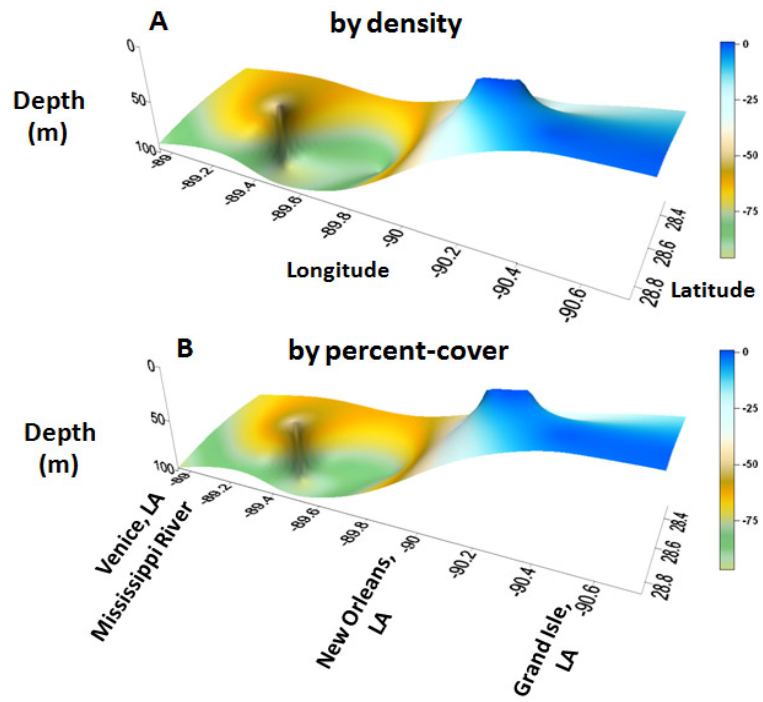 A
by density
Depth
(m)
0
50
100
-89
-89.2
-89.4
-89.6
-89.8
-90
-90.2
-90.4
-90.6
28.4
28.6
28.8
Longitude
Latitude
0
-25
-50
-75
B
by percent-cover
Depth
(m)
0
50
100
-89
-89.2
-89.4
-89.6
-89.8
-90
-90.2
-90.4
-90.6
28.4
28.6
28.8
0
-25
-50
-75
Venice, LA
Mississippi River
New Orleans,
LA
Grand Isle,
LA